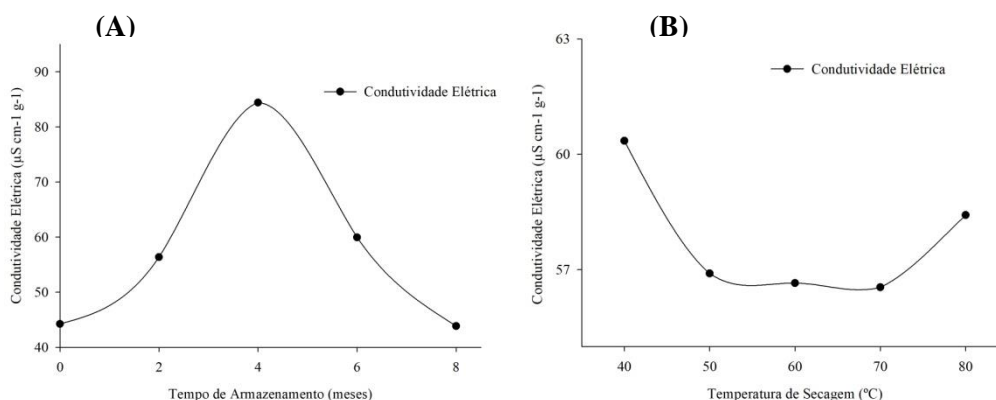 (A)
Condutividade Elétrica (µS cm-1 g-1)
90
80
70
60
50
40
Condutividade Elétrica
0 2 4 6 8
Tempo de Armazenamento (meses)
(B)
Condutividade Elétrica (µS cm-1 g-1)
63
60
57
Condutividade Elétrica
40 50 60 70 80
Temperatura de Secagem (ºC)